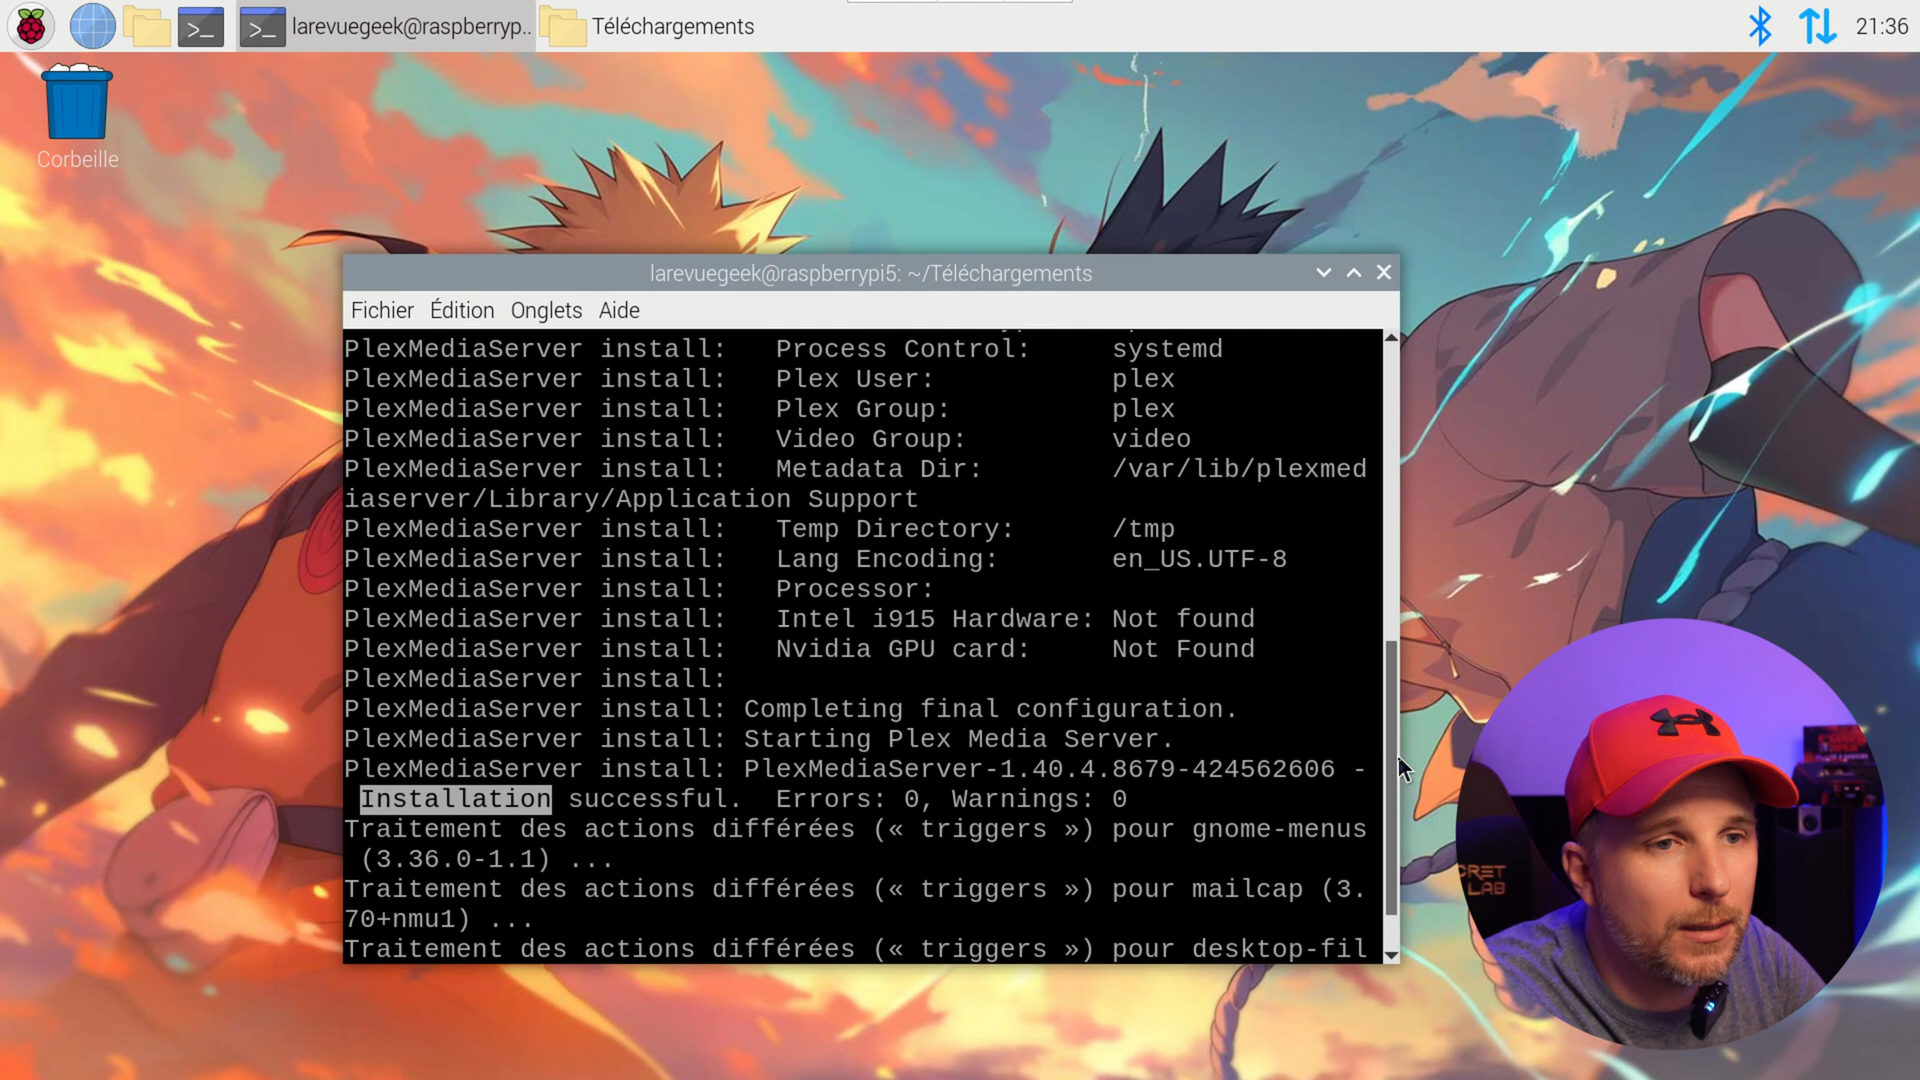 larevuegeek@raspberryp..
Téléchargements
21:36
Corbeille
larevuegeek@raspberrypi5: ~/Téléchargements
Fichier Édition Onglets Aide
PlexMediaServer install: Process Control: systemd
PlexMediaServer install: Plex User: plex
PlexMediaServer install: Plex Group: plex
PlexMediaServer install: Video Group: video
PlexMediaServer install: Metadata Dir: /var/lib/plexmed
iaserver/Library/Application Support
PlexMediaServer install: Temp Directory: /tmp
PlexMediaServer install: Lang Encoding: en_US.UTF-8
PlexMediaServer install: Processor:
PlexMediaServer install: Intel i915 Hardware: Not found
PlexMediaServer install: Nvidia GPU card: Not Found
PlexMediaServer install:
PlexMediaServer install: Completing final configuration.
PlexMediaServer install: Starting Plex Media Server.
PlexMediaServer install: PlexMediaServer-1.40.4.8679-424562606 -
Installation successful. Errors: 0, Warnings: 0
Traitement des actions différées (« triggers ») pour gnome-menus
(3.36.0-1.1) ...
Traitement des actions différées (« triggers ») pour mailcap (3.
70+nmu1) ...
Traitement des actions différées (« triggers ») pour desktop-fil
CRET
LAB